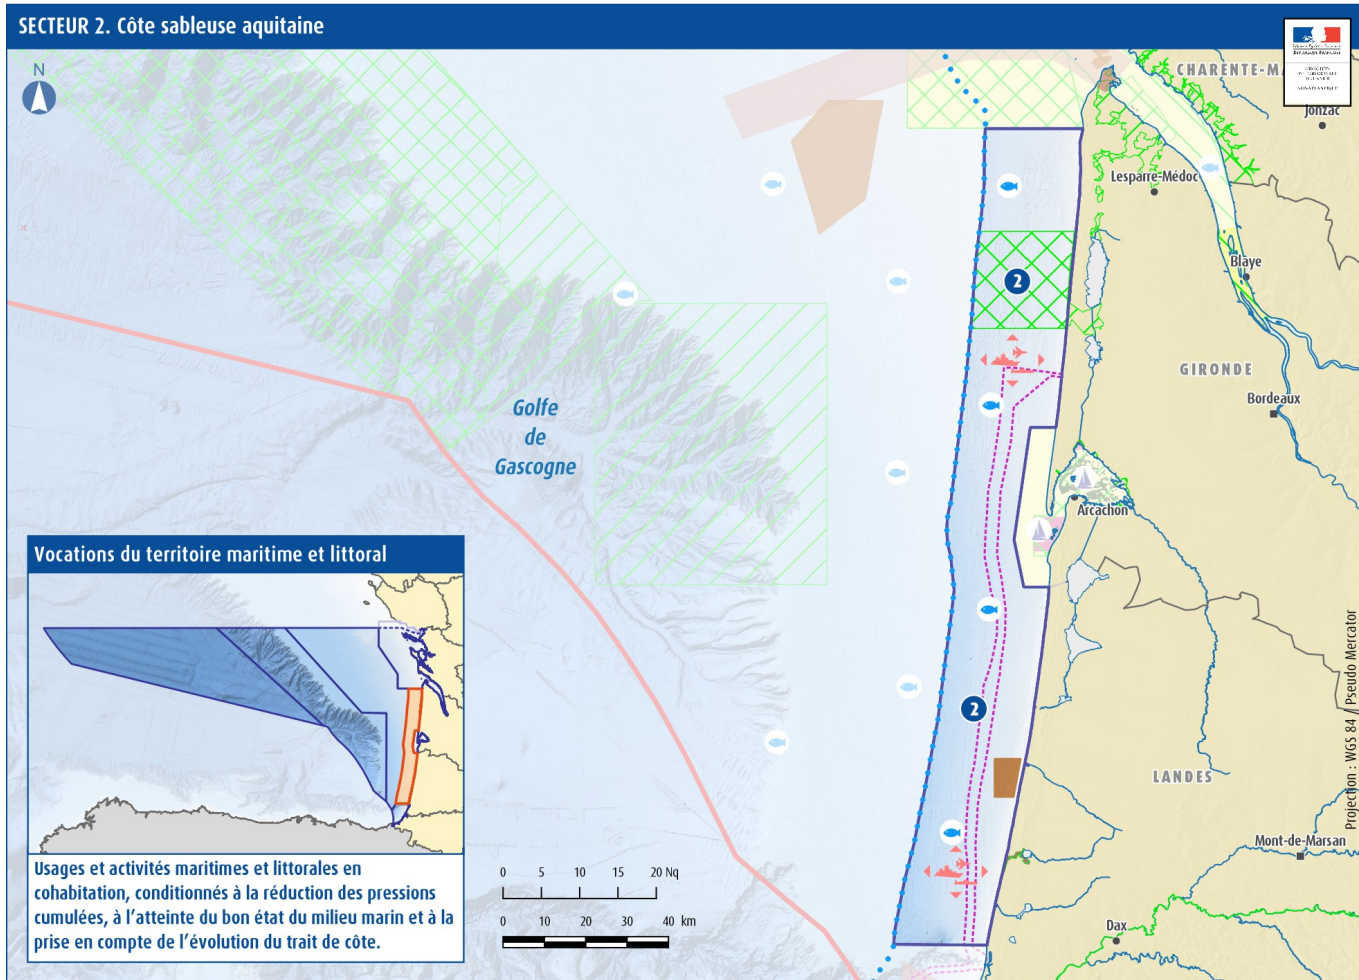 SECTEUR 2. Côte sableuse aquitaine
N
CHARENTE-MA
Jonzac
Lesparre-Médoc
2
Blaye
GIRONDE
Bordeaux
Golfe
de
Gascogne
Arcachon
Vocations du territoire maritime et littoral
2
LANDES
Mont-de-Marsan
Dax
Usages et activités maritimes et littorales en
cohabitation, conditionnés à la réduction des pressions
cumulées, à l'atteinte du bon état du milieu marin et à la
prise en compte de l'évolution du trait de côte.
0 5 10 15 20 Nq
0 10 20 30 40 km
Projection : WGS 84 / Pseudo Mercator